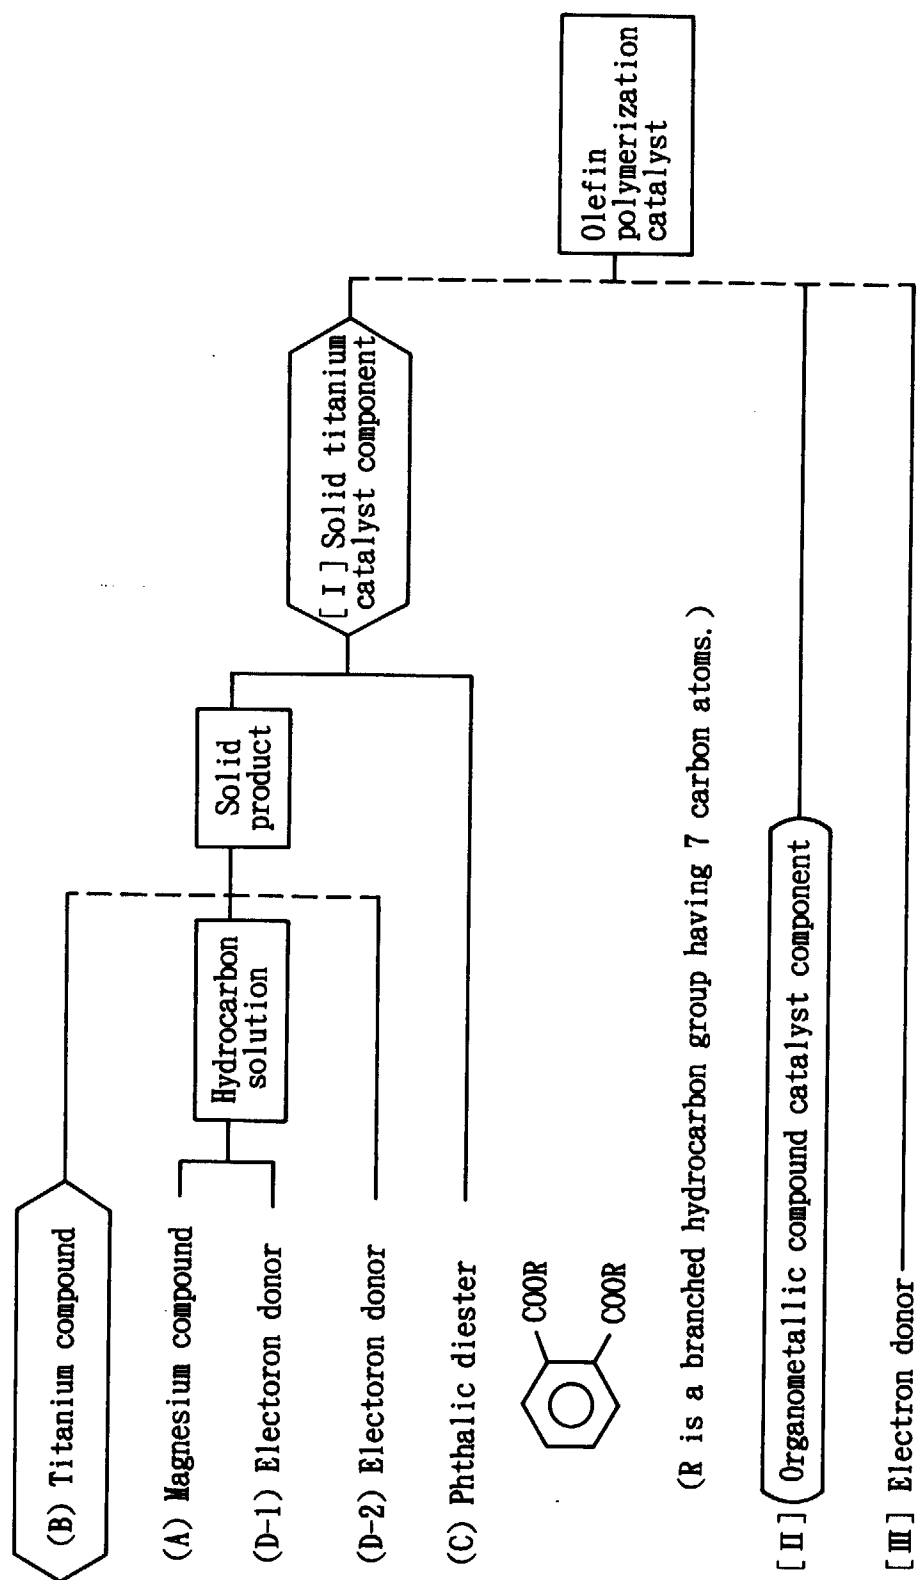 (B) Titanium compound
(A) Magnesium compound
(D-1) Electoron donor
(D-2) Electoron donor
(C) Phthalic diester
COOR
COOR
(R is a branched hydrocarbon group having 7 carbon atoms.)
[II] Organometallic compound catalyst component
[III] Electron donor
Hydrocarbon
solution
Solid
product
[I] Solid titanium
catalyst component
Olefin
polymerization
catalyst